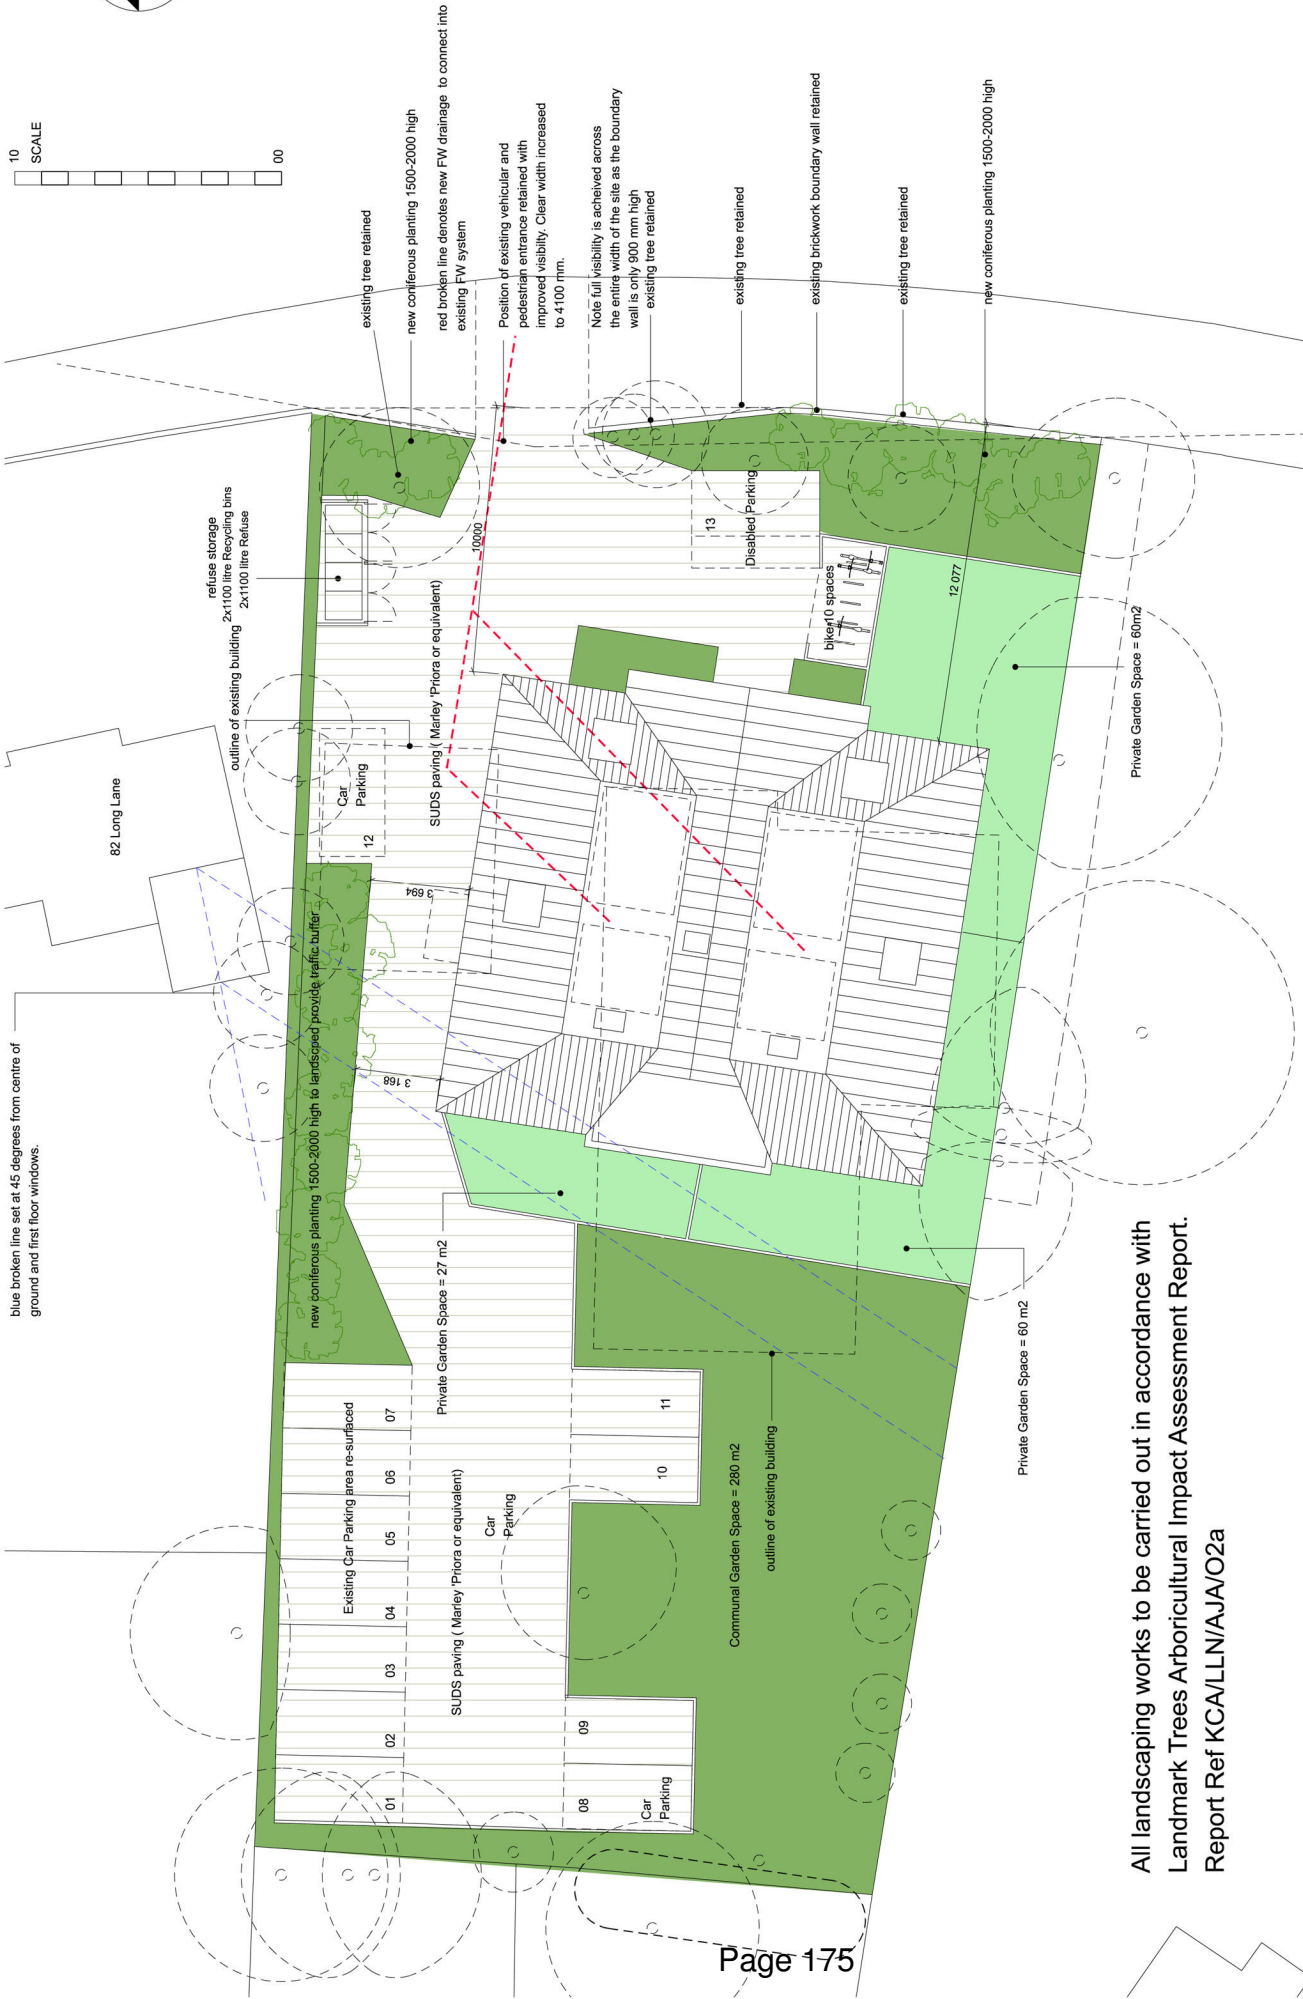 10
SCALE
00
existing tree retained
new coniferous planting 1500-2000 high
red broken line denotes new FW drainage  to connect into
existing FW system
Position of existing vehicular and
pedestrian entrance retained with
improved visibilty. Clear width increased
to 4100 mm.
Note full visibility is acheived across
the entire width of the site as the boundary
wall is only 900 mm high
existing tree retained
existing tree retained
existing brickwork boundary wall retained
existing tree retained
new coniferous planting 1500-2000 high
refuse storage
2x1100 litre Recycling bins
2x1100 litre Refuse
outline of existing building
82 Long Lane
Car
Parking
12
SUDS paving ( Marley 'Priora or equivalent)
10000
13
Disabled Parking
bike 10 spaces
12 077
Private Garden Space = 60m2
3 694
3 168
blue broken line set at 45 degrees from centre of
ground and first floor windows.
new coniferous planting 1500-2000 high to landscped provide traffic buffer
Private Garden Space = 27 m2
Private Garden Space = 60 m2
Existing Car Parking area re-surfaced
01
02
03
04
05
06
07
SUDS paving ( Marley 'Priora or equivalent)
Car
Parking
08
09
10
11
Car
Parking
Communal Garden Space = 280 m2
outline of existing building
All landscaping works to be carried out in accordance with
Landmark Trees Arboricultural Impact Assessment Report.
Report Ref KCA/LLN/AJA/O2a
Page 175